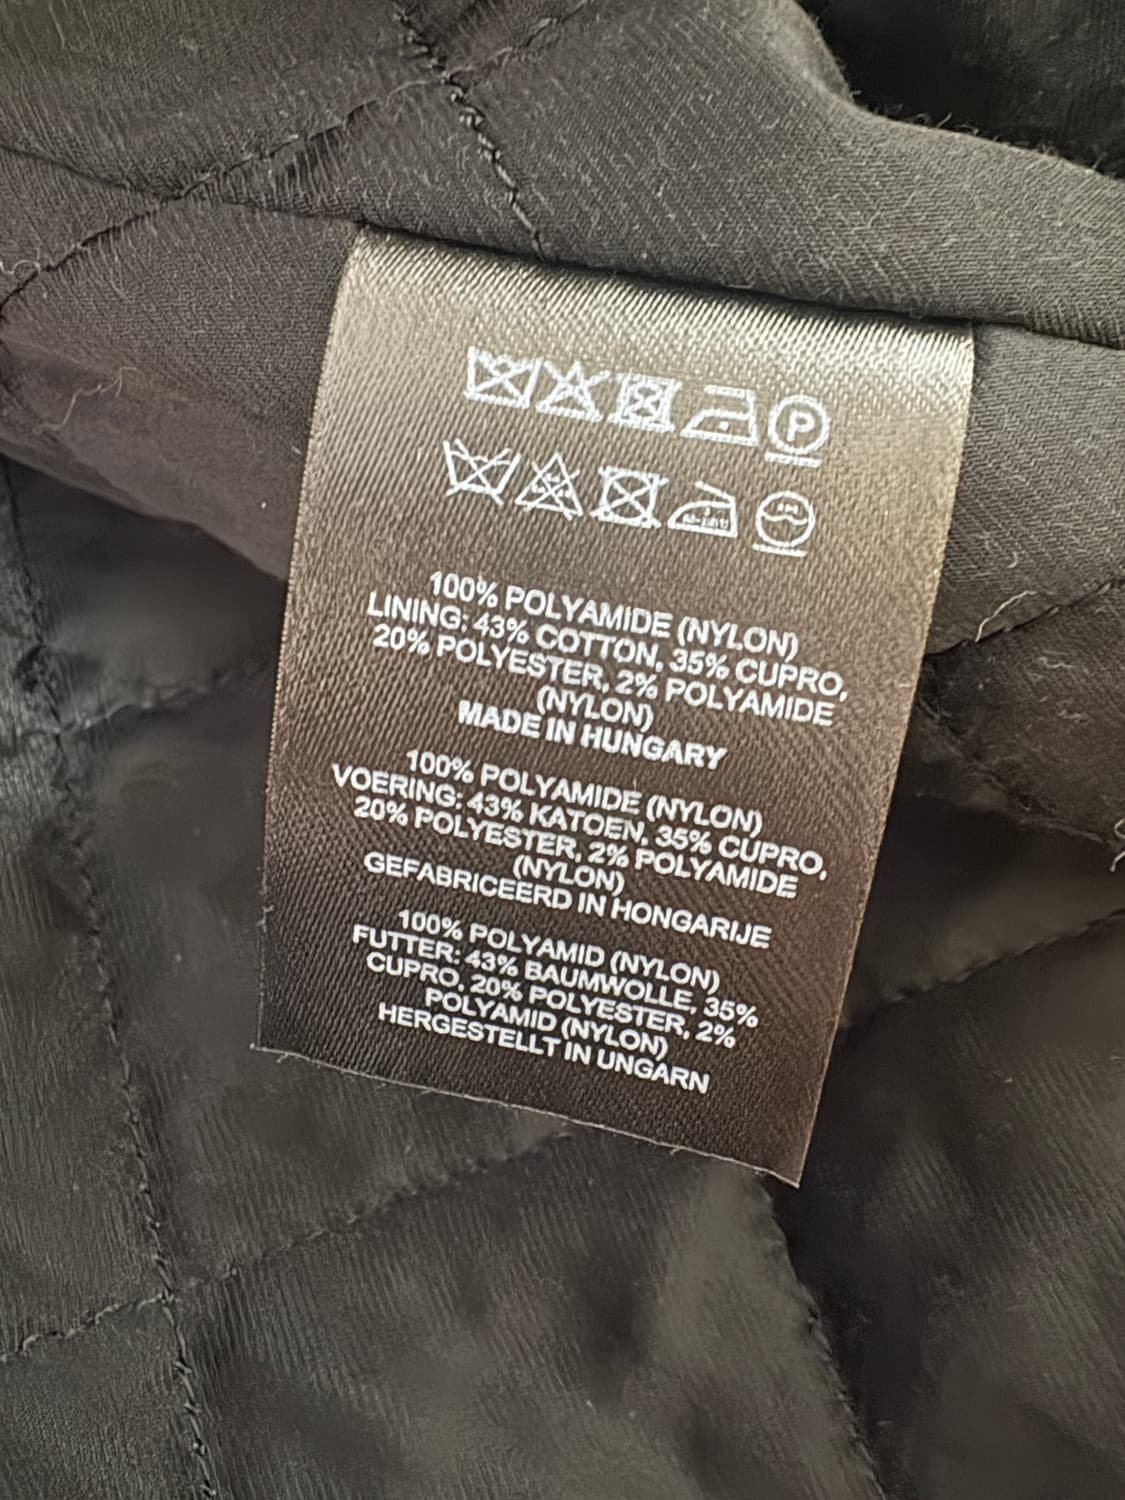 P
100% POLYAMIDE (NYLON)
LINING: 43% COTTON, 35% CUPRO,
20% POLYESTER, 2% POLYAMIDE
(NYLON)
MADE IN HUNGARY
100% POLYAMIDE (NYLON)
VOERING: 43% KATOEN, 35% CUPRO,
20% POLYESTER, 2% POLYAMIDE
(NYLON)
GEFABRICEERD IN HONGARIJE
100% POLYAMID (NYLON)
FUTTER: 43% BAUMWOLLE, 35%
CUPRO, 20% POLYESTER, 2%
POLYAMID (NYLON)
HERGESTELLT IN UNGARN